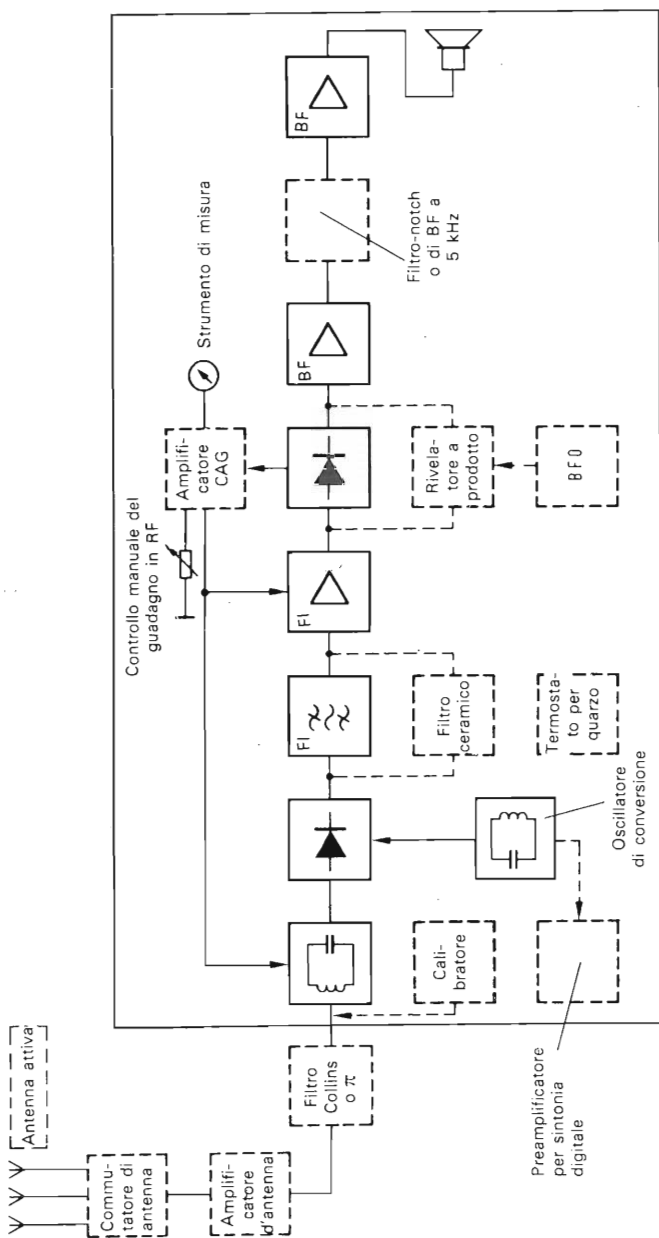 Antenna attiva
Commu-
tatore di
antenna
Amplifi-
catore
d'antenna
Filtro
Collins
o π
Controllo manuale del
guadagno in RF
Amplifi-
catore
CAG
Strumento di misura
FI
FI
BF
BF
Filtro-notch
o di BF a
5 kHz
Cali-
bratore
Filtro
ceramico
Rivela-
tore a
prodotto
Preamplificatore
per sintonia
digitale
Oscillatore
di conversione
Termosta-
to per
quarzo
BFO